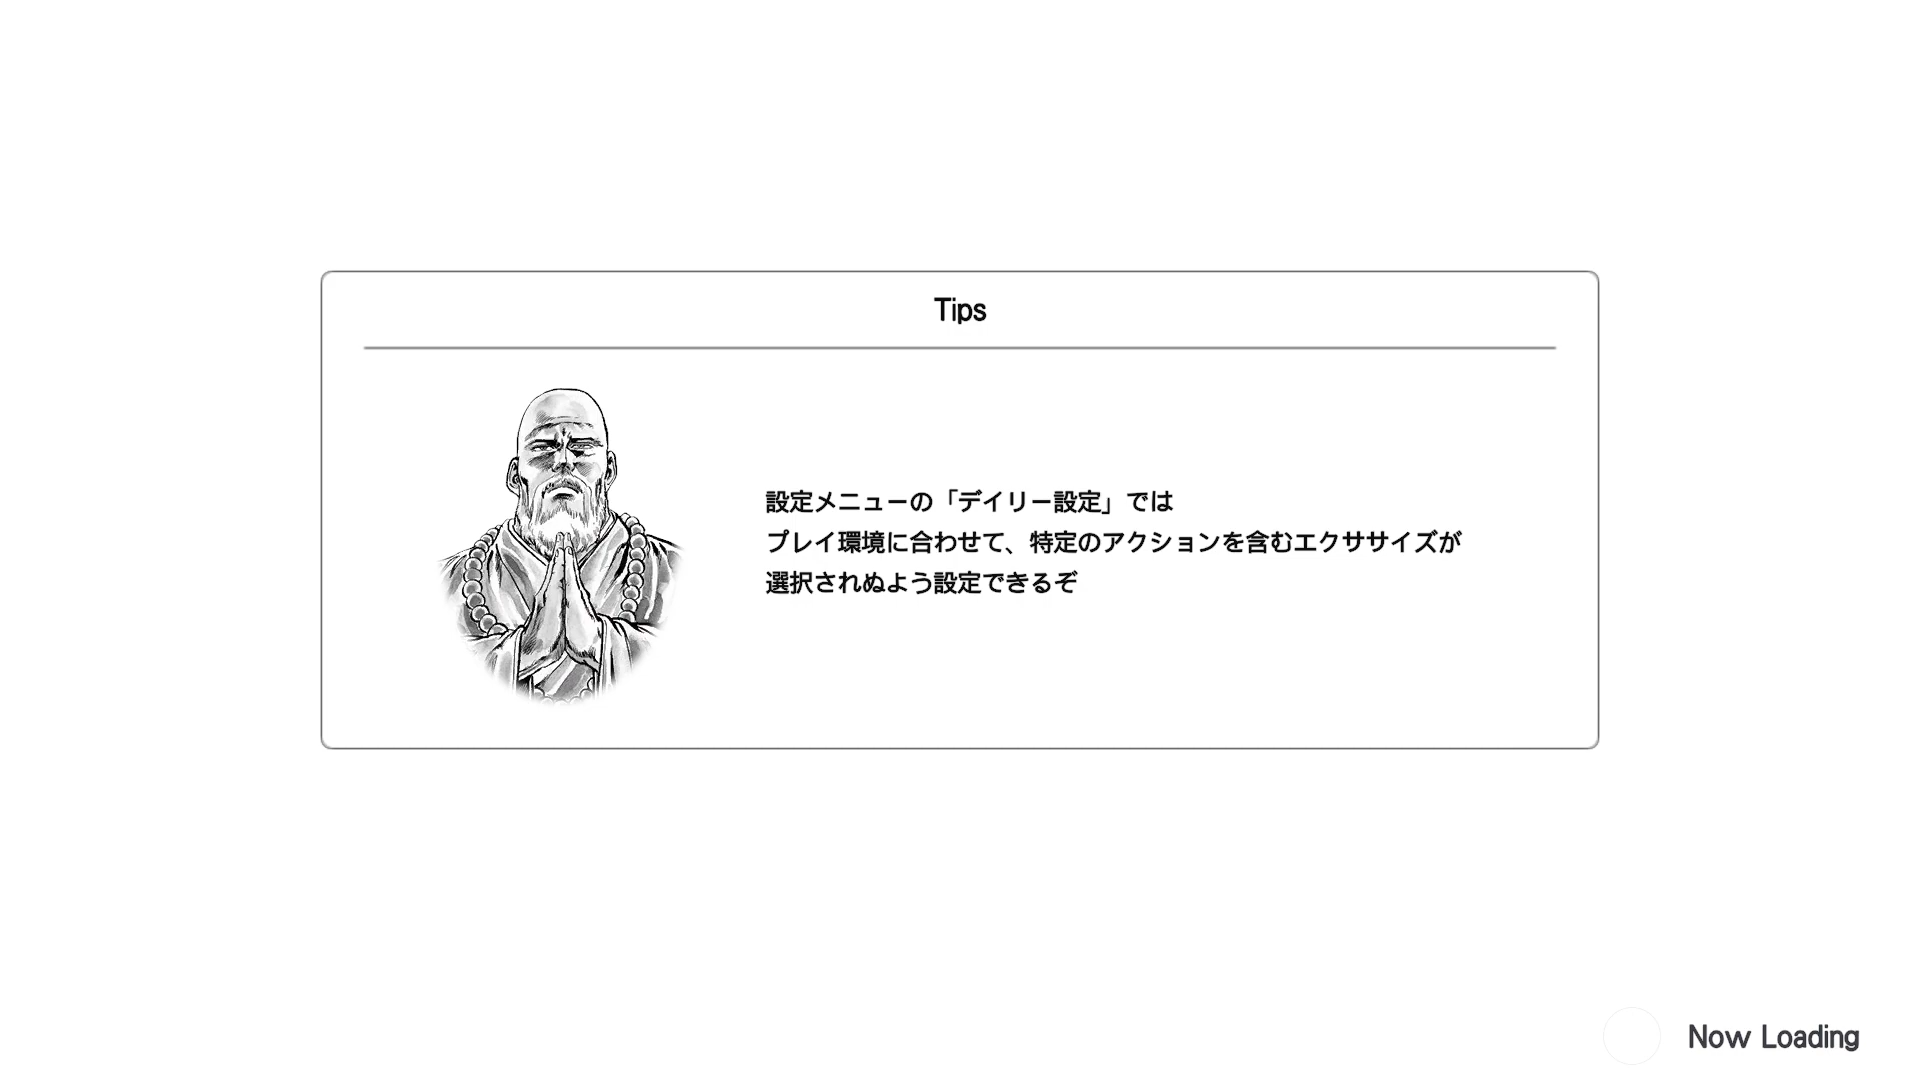 Tips
設定メニューの「デイリー設定」では
プレイ環境に合わせて、特定のアクションを含むエクササイズが
選択されぬよう設定できるぞ
Now Loading